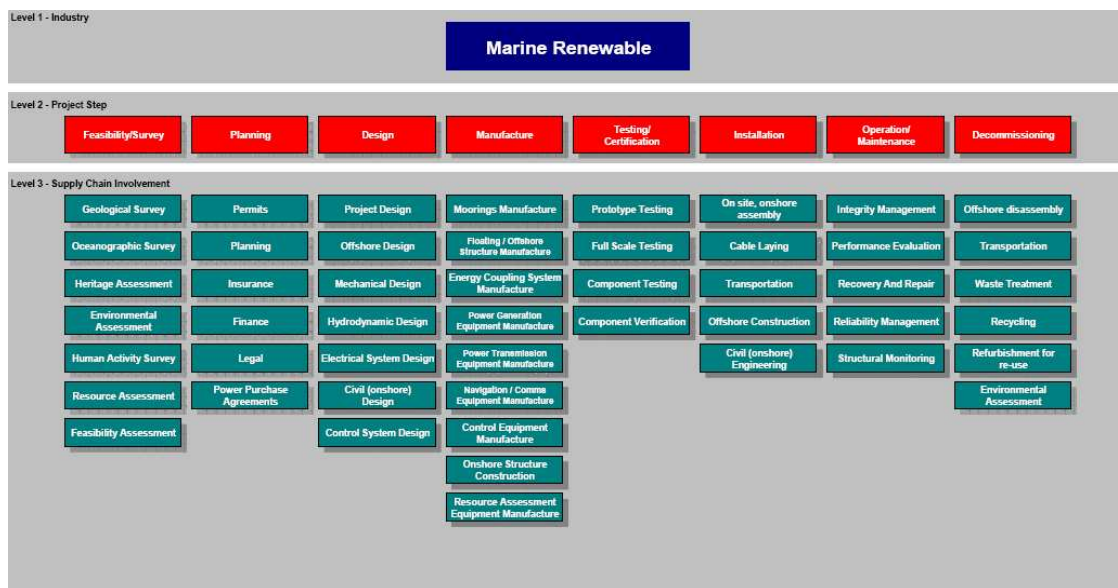 Level 1 - Industry
Marine Renewable
Level 2 - Project Step
Feasibility/Survey
Planning
Design
Manufacture
Testing/
Certification
Installation
Operation/
Maintenance
Decommissioning
Level 3 - Supply Chain Involvement
Geological Survey
Oceanographic Survey
Heritage Assessment
Environmental
Assessment
Human Activity Survey
Resource Assessment
Feasibility Assessment
Permits
Planning
Insurance
Finance
Legal
Power Purchase
Agreements
Project Design
Offshore Design
Mechanical Design
Hydrodynamic Design
Electrical System Design
Civil (onshore)
Design
Control System Design
Moorings Manufacture
Floating / Offshore
Structure Manufacture
Energy Coupling System
Manufacture
Power Generation
Equipment Manufacture
Power Transmission
Equipment Manufacture
Navigation / Comms
Equipment Manufacture
Control Equipment
Manufacture
Onshore Structure
Construction
Resource Assessment
Equipment Manufacture
Prototype Testing
Full Scale Testing
Component Testing
Component Verification
On site, onshore
assembly
Cable Laying
Transportation
Offshore Construction
Civil (onshore)
Engineering
Integrity Management
Performance Evaluation
Recovery And Repair
Reliability Management
Structural Monitoring
Offshore disassembly
Transportation
Waste Treatment
Recycling
Refurbishment for
re-use
Environmental
Assessment